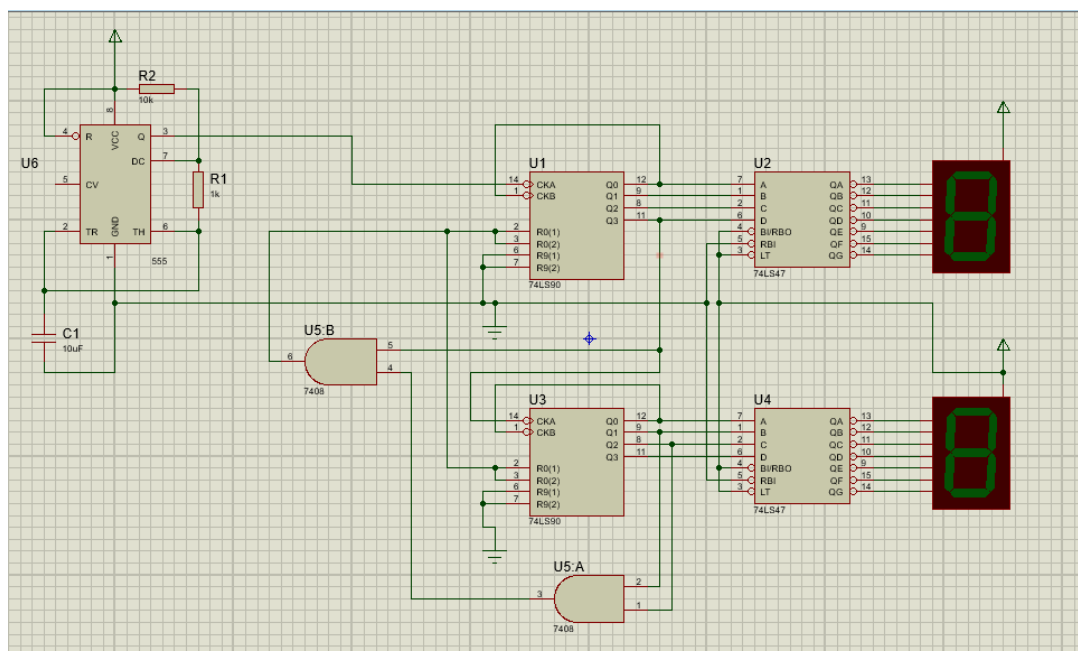 R2
10k
U6
4 R
8 VCC
Q 3
DC 7
5 CV
2 TR
GND 1
TH 6
555
R1
1k
C1
10uF
U1
14 CKA
1 CKB
2 R0(1)
3 R0(2)
6 R9(1)
7 R9(2)
Q0 12
Q1 9
Q2 8
Q3 11
74LS90
U2
7 A
1 B
2 C
6 D
4 BI/RBO
5 RBI
3 LT
QA 13
QB 12
QC 11
QD 10
QE 9
QF 15
QG 14
74LS47
U5:B
6
5
4
7408
U3
14 CKA
1 CKB
2 R0(1)
3 R0(2)
6 R9(1)
7 R9(2)
Q0 12
Q1 9
Q2 8
Q3 11
74LS90
U4
7 A
1 B
2 C
6 D
4 BI/RBO
5 RBI
3 LT
QA 13
QB 12
QC 11
QD 10
QE 9
QF 15
QG 14
74LS47
U5:A
3
2
1
7408